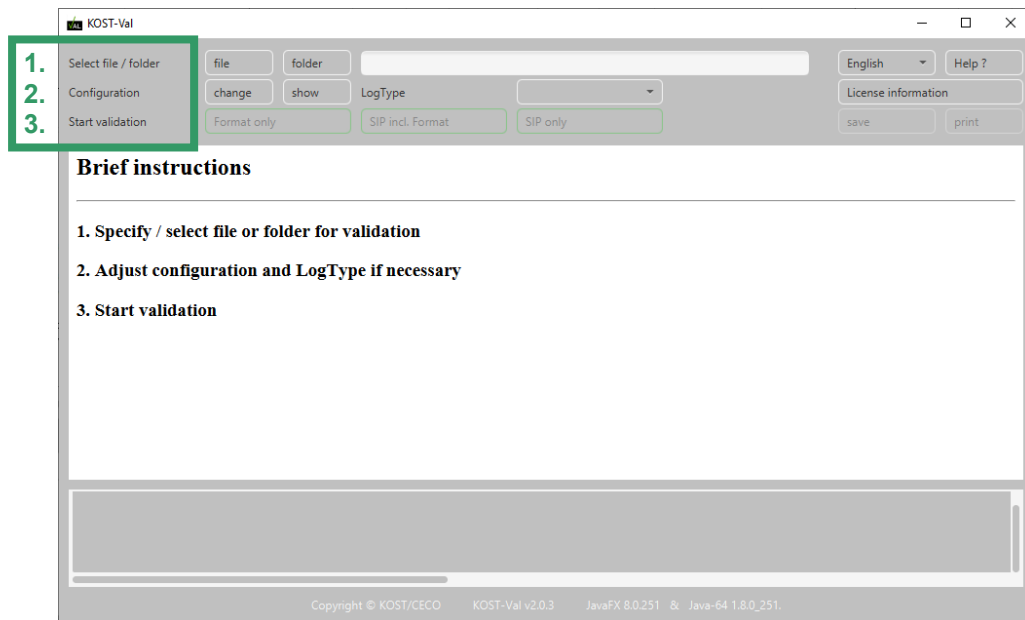 VAL KOST-Val
1. Select file / folder file folder English Help ?
2. Configuration change show LogType License information
3. Start validation Format only SIP incl. Format SIP only save print
Brief instructions
1. Specify / select file or folder for validation
2. Adjust configuration and LogType if necessary
3. Start validation
Copyright © KOST/CECO KOST-Val v2.0.3 JavaFX 8.0.251 & Java-64 1.8.0_251.